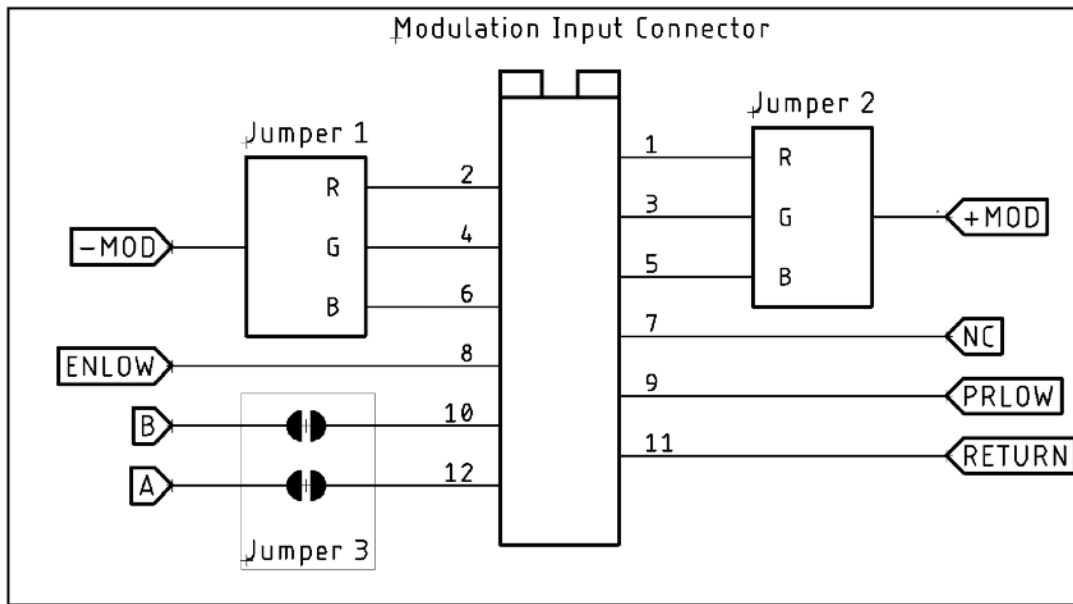 Modulation Input Connector
Jumper 1
Jumper 2
R 2
1 R
-MOD G 4
3 G +MOD
B 6
5 B
ENLOW 8
7 NC
B 10
9 PRLOW
A 12
11 RETURN
Jumper 3